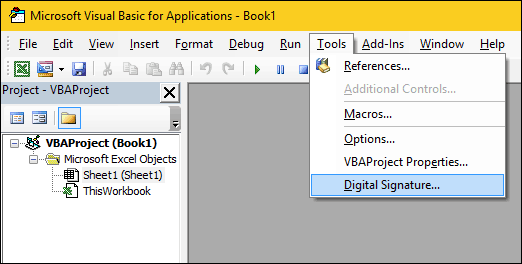 Microsoft Visual Basic for Applications - Book1
File Edit View Insert Format Debug Run Tools Add-Ins Window Help
References...
Additional Controls...
Macros...
Options...
VBAProject Properties...
Digital Signature...
Project - VBAProject
VBAProject (Book1)
Microsoft Excel Objects
Sheet1 (Sheet1)
ThisWorkbook